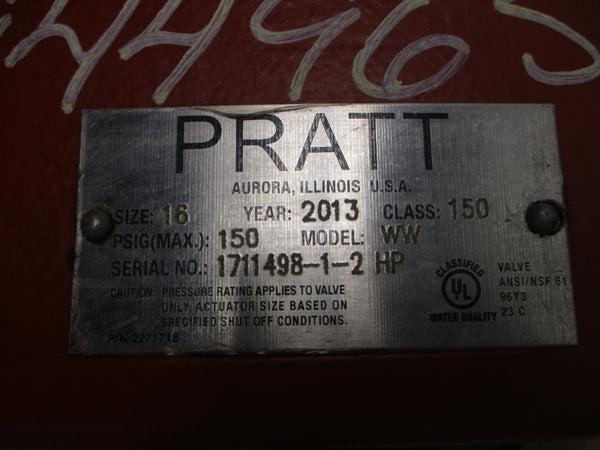 44965
PRATT
AURORA, ILLINOIS U.S.A.
SIZE: 16 YEAR: 2013 CLASS: 150
PSIG(MAX.): 150 MODEL: WW
SERIAL NO.: 1711498-1-2 HP
CAUTION: PRESSURE RATING APPLIES TO VALVE
ONLY. ACTUATOR SIZE BASED ON
SPECIFIED SHUT OFF CONDITIONS.
P/N 2271718
CLASSIFIED
UL
WATER QUALITY
VALVE
ANSI/NSF 61
96Y3
23 C